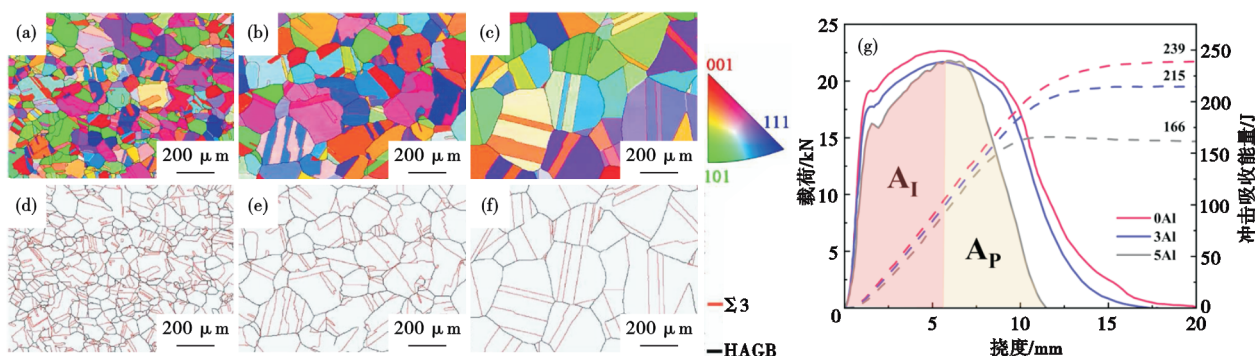 (a)
(b)
(c)
200 μm
200 μm
200 μm
001
111
101
(d)
(e)
(f)
200 μm
200 μm
200 μm
Σ3
HAGB
(g)
载荷/kN
25
20
15
10
5
0
A_I
A_P
239
215
166
0Al
3Al
5Al
250
200
150
100
50
0
冲击吸收能量/J
0
5
10
15
20
挠度/mm